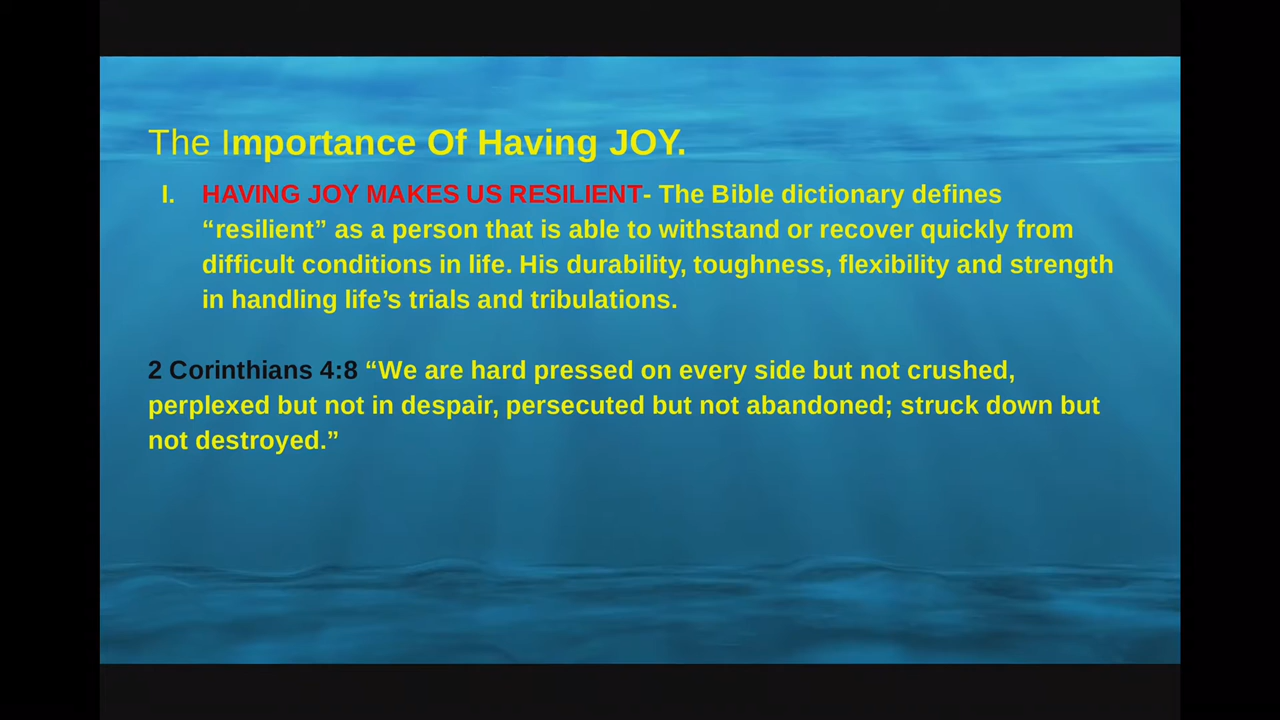 The Importance Of Having JOY.
I. HAVING JOY MAKES US RESILIENT- The Bible dictionary defines
“resilient” as a person that is able to withstand or recover quickly from
difficult conditions in life. His durability, toughness, flexibility and strength
in handling life’s trials and tribulations.
2 Corinthians 4:8 “We are hard pressed on every side but not crushed,
perplexed but not in despair, persecuted but not abandoned; struck down but
not destroyed.”